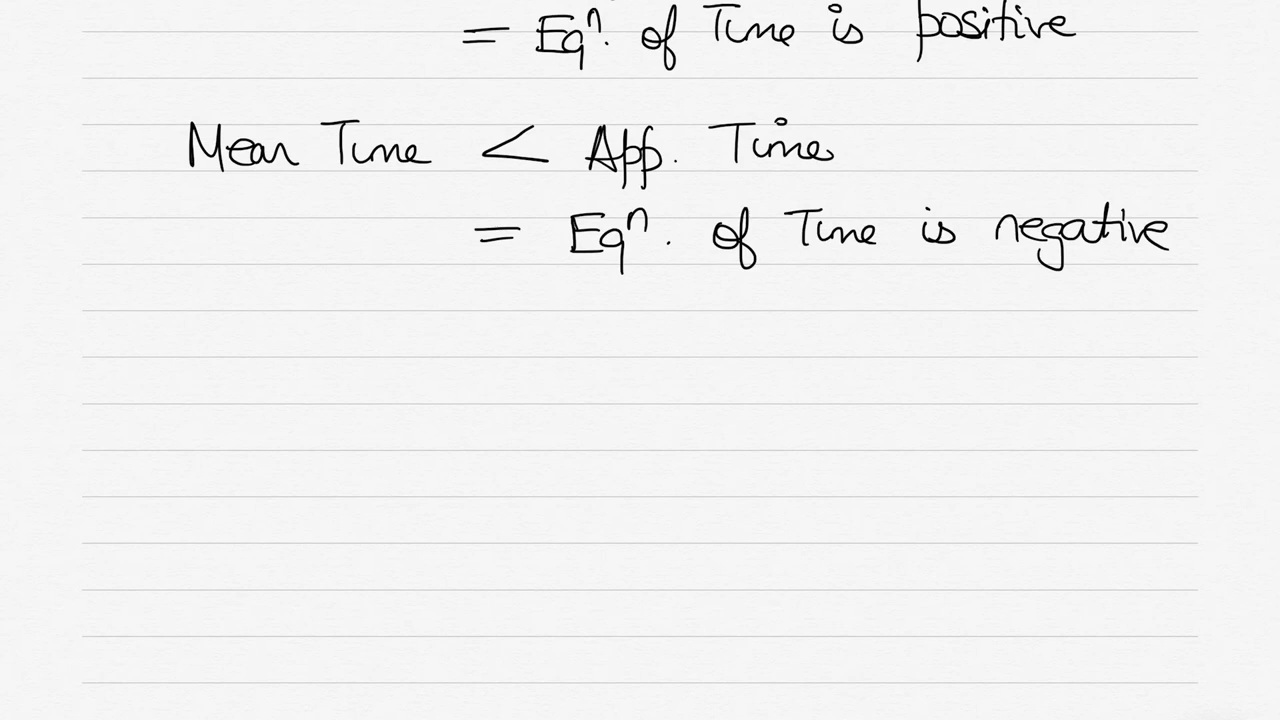 = Eqⁿ. of Time is positive
Mean Time < App. Time
= Eqⁿ. of Time is negative